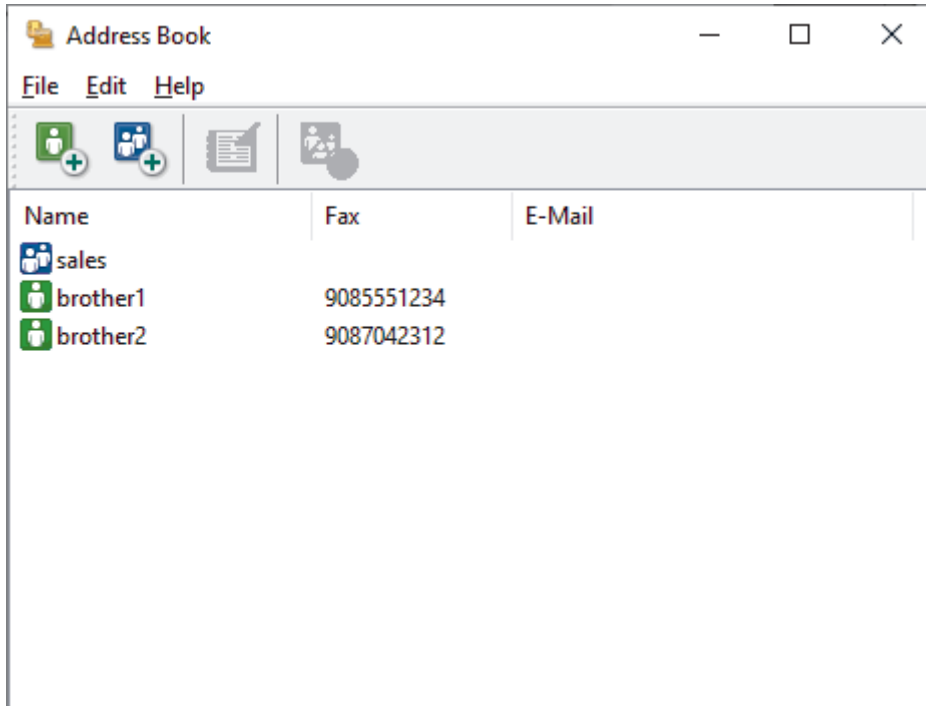 Address Book
File Edit Help
Name Fax E-Mail
sales
brother1 9085551234
brother2 9087042312